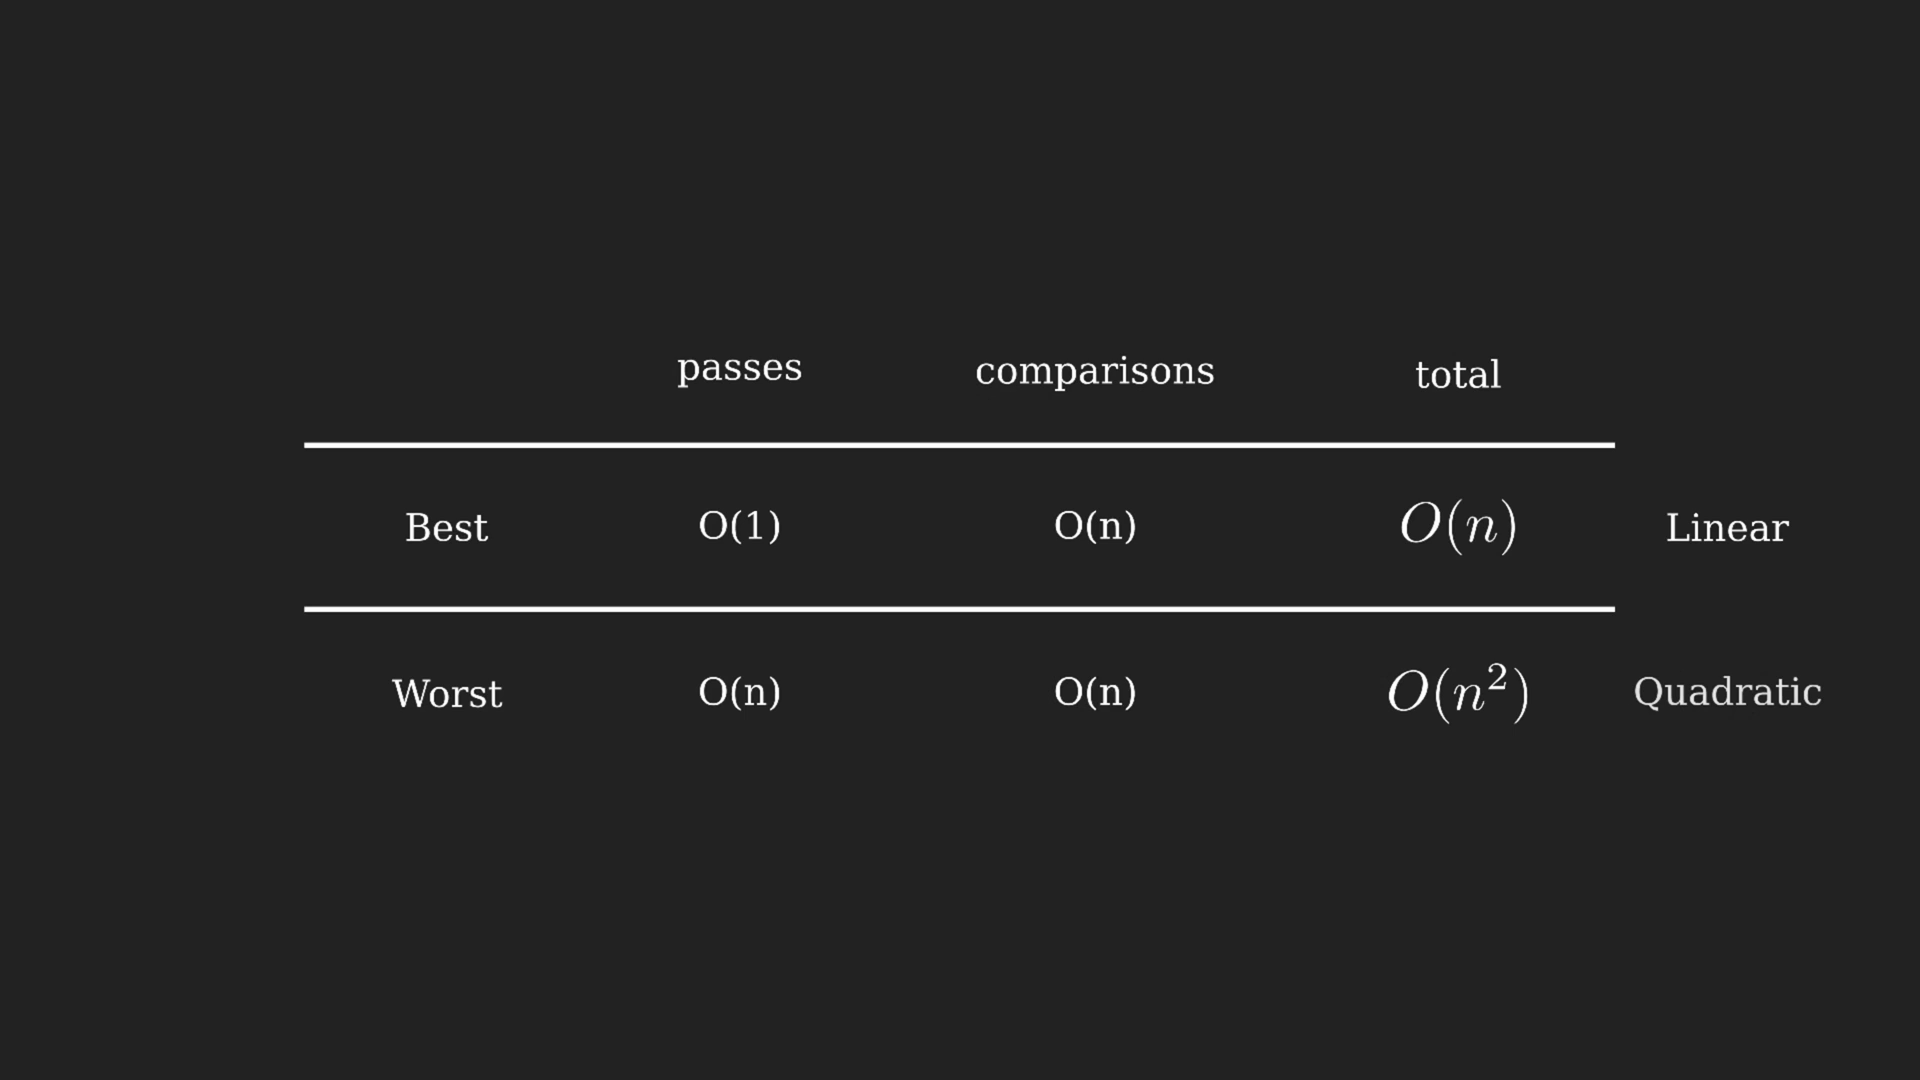 passes comparisons total
Best O(1) O(n) O(n) Linear
Worst O(n) O(n) O(n²) Quadratic